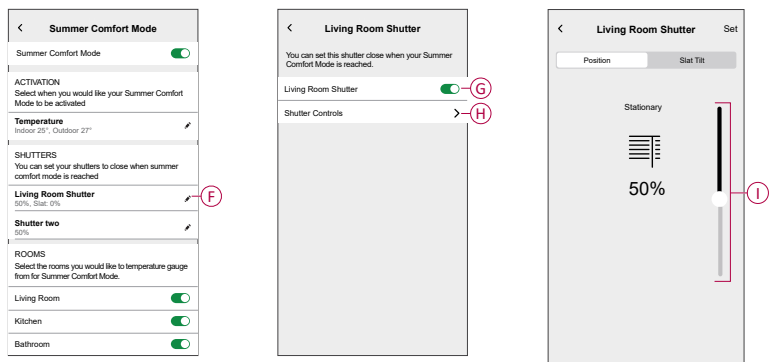 Summer Comfort Mode
Summer Comfort Mode
ACTIVATION
Select when you would like your Summer Comfort
Mode to be activated
Temperature
Indoor 25°, Outdoor 27°
SHUTTERS
You can set your shutters to close when summer
comfort mode is reached
Living Room Shutter
50%, Slat: 0%
F
Shutter two
50%
ROOMS
Select the rooms you would like to temperature gauge
from for Summer Comfort Mode.
Living Room
Kitchen
Bathroom
Living Room Shutter
You can set this shutter close when your Summer
Comfort Mode is reached.
Living Room Shutter
G
Shutter Controls
H
Living Room Shutter
Set
Position
Slat Tilt
Stationary
50%
I